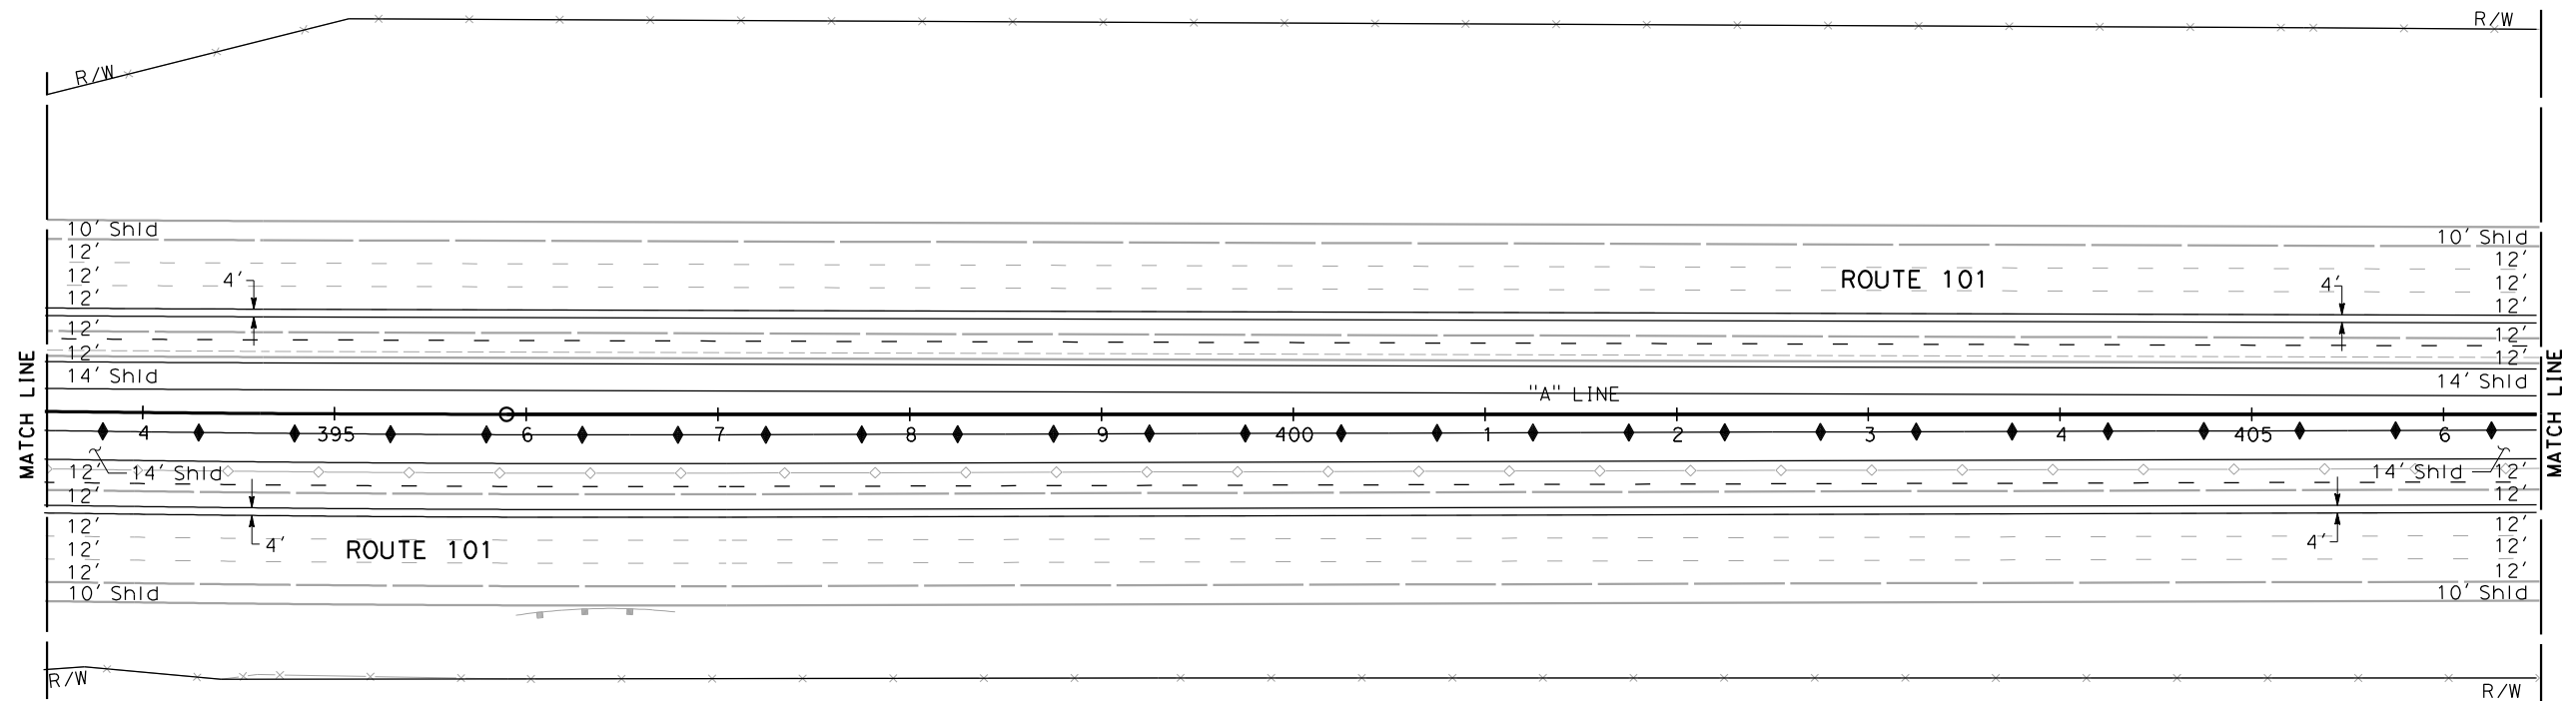 R/W
R/W
10' Shld
10' Shld
12'
12'
12'
12'
4'
ROUTE 101
4'
12'
12'
12'
12'
12'
12'
14' Shld
14' Shld
MATCH LINE
"A" LINE
MATCH LINE
4 395 6 7 8 9 400 1 2 3 4 405 6
12' 14' Shld
14' Shld 12'
12'
12'
12'
12'
4'
ROUTE 101
4'
12'
12'
12'
12'
10' Shld
10' Shld
R/W
R/W